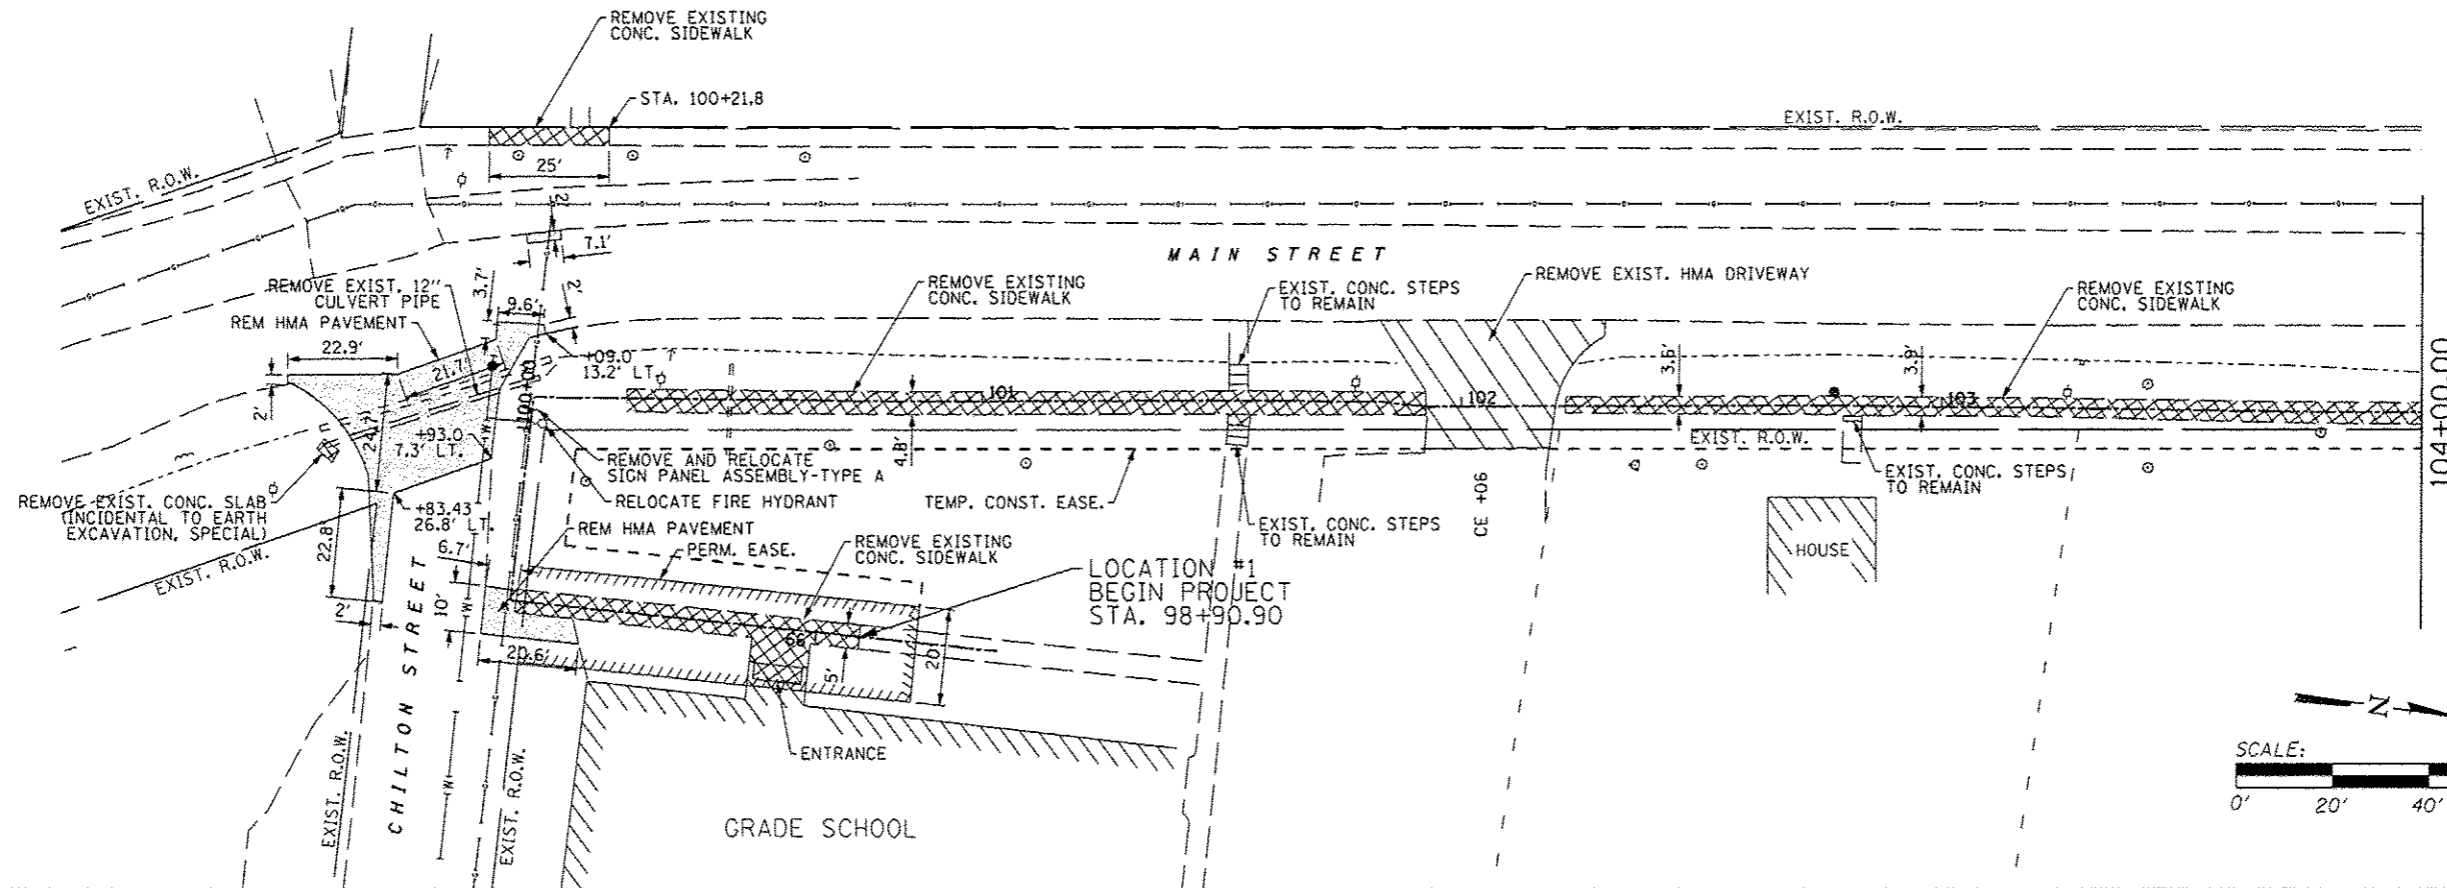 REMOVE EXISTING
CONC. SIDEWALK
STA. 100+21.8
EXIST. R.O.W.
EXIST. R.O.W.
25'
2'
7.1'
MAIN STREET
REMOVE EXIST. 12"
CULVERT PIPE
3.7'
9.6'
2'
REM HMA PAVEMENT
REMOVE EXISTING
CONC. SIDEWALK
EXIST. CONC. STEPS
TO REMAIN
REMOVE EXIST. HMA DRIVEWAY
REMOVE EXISTING
CONC. SIDEWALK
22.9'
21.7'
+09.0
13.2' LT.
100+00
101
102
103
3.6'
3.9'
104+00.00
2'
24.7'
+93.0
7.3' LT.
W
4.8'
EXIST. R.O.W.
REMOVE AND RELOCATE
SIGN PANEL ASSEMBLY-TYPE A
RELOCATE FIRE HYDRANT
TEMP. CONST. EASE.
CE +06
EXIST. CONC. STEPS
TO REMAIN
REMOVE EXIST. CONC. SLAB
(INCIDENTAL TO EARTH
EXCAVATION, SPECIAL)
+83.43
26.8' LT.
EXIST. CONC. STEPS
TO REMAIN
22.8'
EXIST. R.O.W.
6.7'
REM HMA PAVEMENT
PERM. EASE.
REMOVE EXISTING
CONC. SIDEWALK
HOUSE
LOCATION #1
BEGIN PROJECT
STA. 98+90.90
2'
10'
W
99
20.6'
5'
20'
CHILTON STREET
EXIST. R.O.W.
W
EXIST. R.O.W.
ENTRANCE
GRADE SCHOOL
N
SCALE:
0' 20' 40'